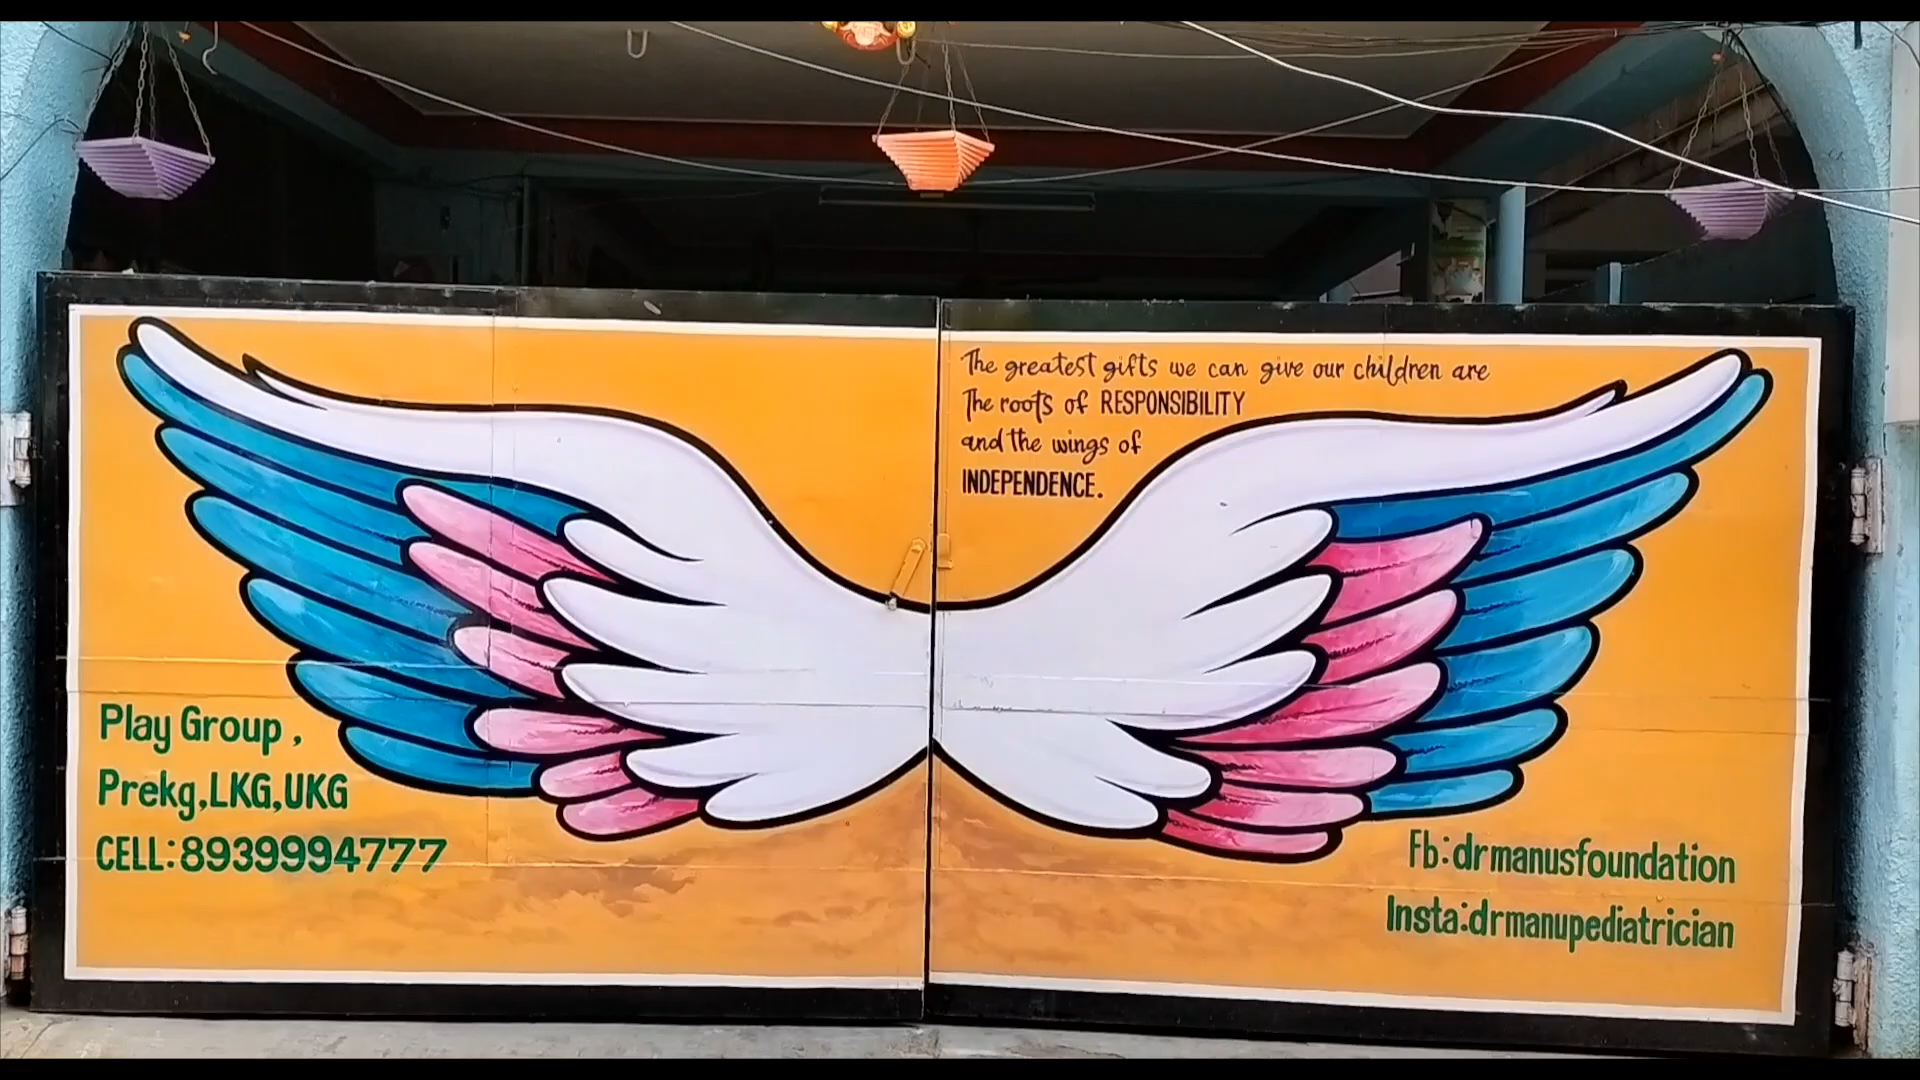 The greatest gifts we can give our children are
The roots of RESPONSIBILITY
and the wings of
INDEPENDENCE.
Play Group ,
Prekg,LKG,UKG
CELL:8939994777
Fb:drmanusfoundation
Insta:drmanupediatrician